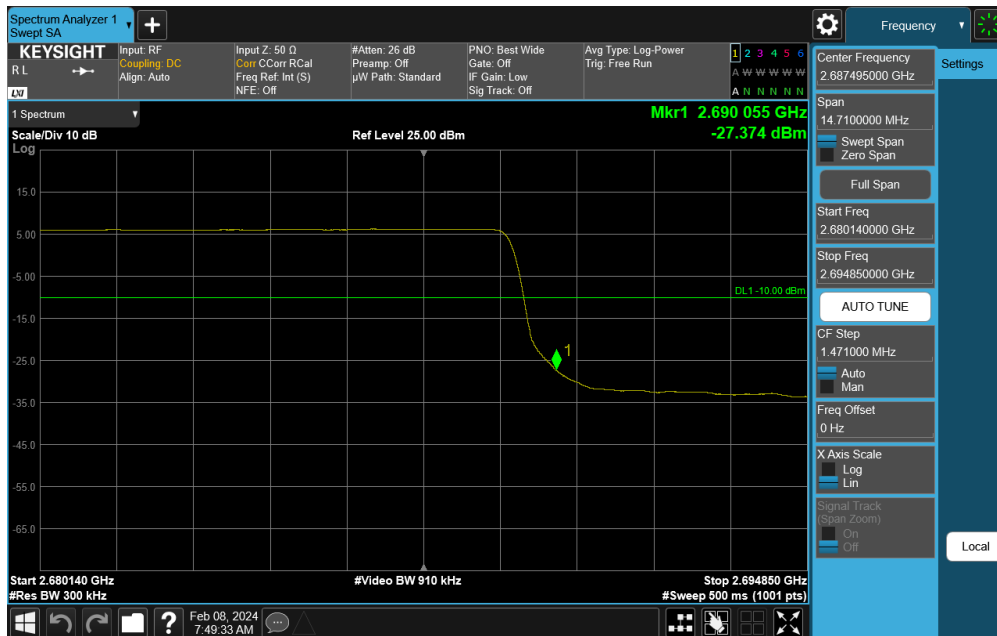 Spectrum Analyzer 1
Swept SA
+
Frequency
KEYSIGHT
RL
LXI
Input: RF
Coupling: DC
Align: Auto
Input Z: 50 Ω
Corr CCorr RCal
Freq Ref: Int (S)
NFE: Off
#Atten: 26 dB
Preamp: Off
µW Path: Standard
PNO: Best Wide
Gate: Off
IF Gain: Low
Sig Track: Off
Avg Type: Log-Power
Trig: Free Run
1 2 3 4 5 6
A W W W W W
A N N N N N
1 Spectrum
Mkr1 2.690 055 GHz
-27.374 dBm
Scale/Div 10 dB
Ref Level 25.00 dBm
Log
15.0
5.00
-5.00
DL1 -10.00 dBm
-15.0
1
-25.0
-35.0
-45.0
-55.0
-65.0
Start 2.680140 GHz
#Video BW 910 kHz
Stop 2.694850 GHz
#Res BW 300 kHz
#Sweep 500 ms (1001 pts)
Center Frequency
2.687495000 GHz
Settings
Span
14.7100000 MHz
Swept Span
Zero Span
Full Span
Start Freq
2.680140000 GHz
Stop Freq
2.694850000 GHz
AUTO TUNE
CF Step
1.471000 MHz
Auto
Man
Freq Offset
0 Hz
X Axis Scale
Log
Lin
Signal Track
(Span Zoom)
On
Off
Local
?
Feb 08, 2024
7:49:33 AM